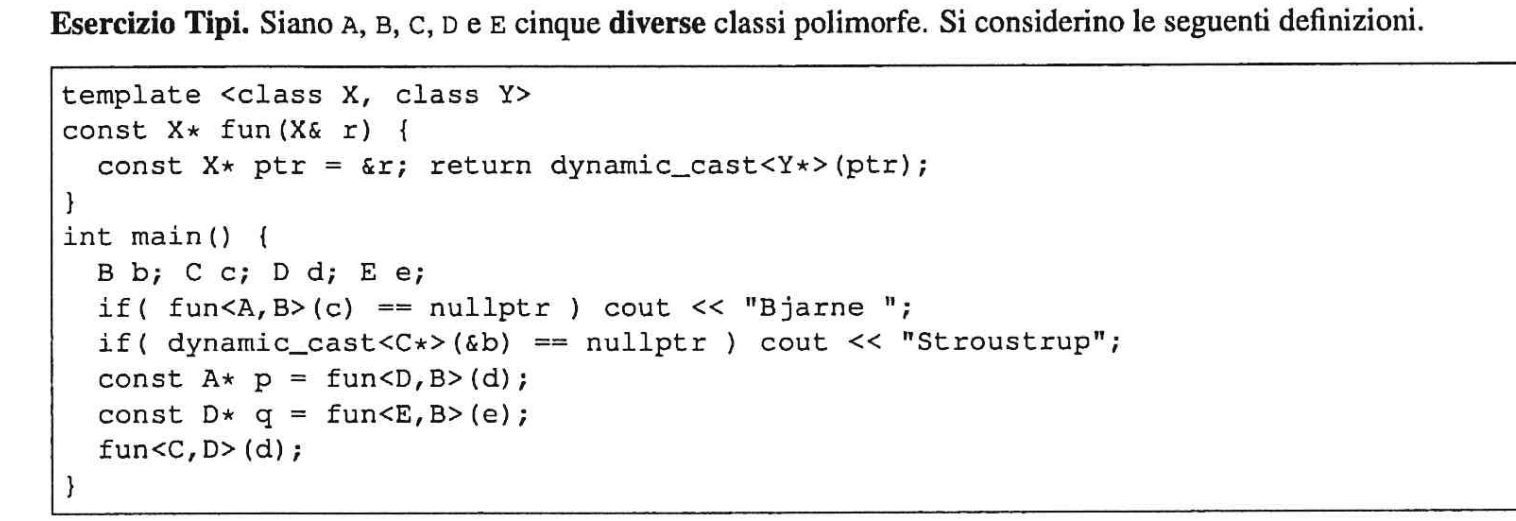 Esercizio Tipi. Siano A, B, C, D e E cinque diverse classi polimorfe. Si considerino le seguenti definizioni.
template <class X, class Y>
const X* fun(X& r) {
  const X* ptr = &r; return dynamic_cast<Y*>(ptr);
}
int main() {
  B b; C c; D d; E e;
  if( fun<A,B>(c) == nullptr ) cout << "Bjarne ";
  if( dynamic_cast<C*>(&b) == nullptr ) cout << "Stroustrup";
  const A* p = fun<D,B>(d);
  const D* q = fun<E,B>(e);
  fun<C,D>(d);
}